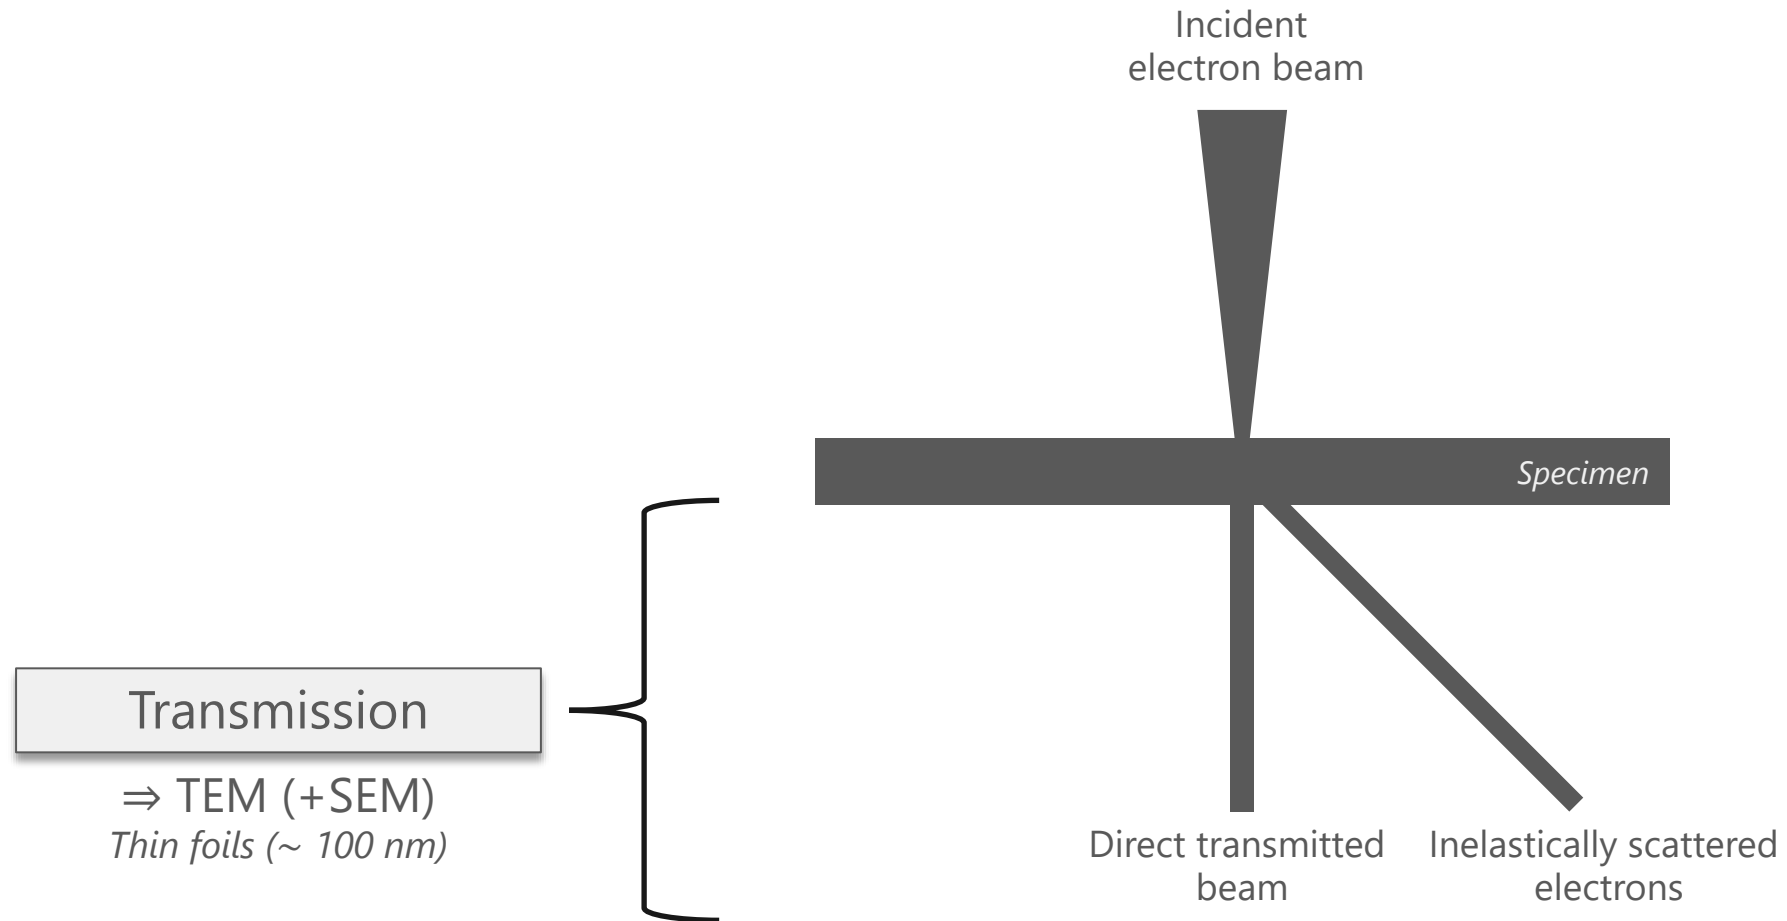 Incident
electron beam
Specimen
Transmission
⇒ TEM (+SEM)
Thin foils (~ 100 nm)
Direct transmitted
beam
Inelastically scattered
electrons